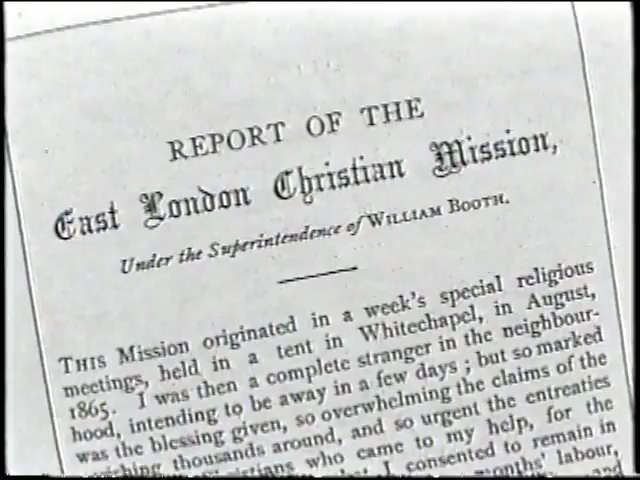 REPORT OF THE
East London Christian Mission,
Under the Superintendence of WILLIAM BOOTH.
THIS Mission originated in a week's special religious
meetings, held in a tent in Whitechapel, in August,
1865. I was then a complete stranger in the neighbour-
hood, intending to be away in a few days; but so marked
was the blessing given, so overwhelming the claims of the
thousands around, and so urgent the entreaties
who came to my help, for the
I consented to remain in
labour,
and